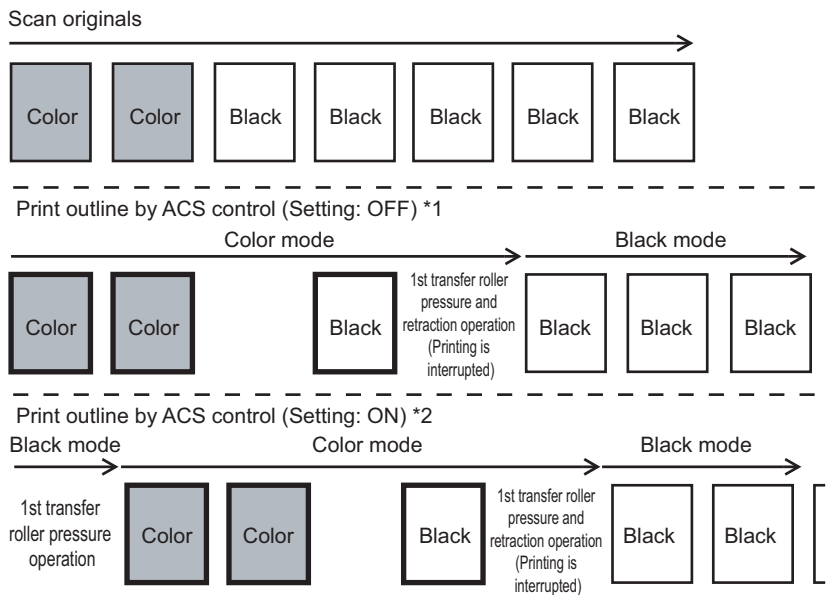 Scan originals
Color Color Black Black Black Black Black
Print outline by ACS control (Setting: OFF) *1
Color mode Black mode
Color Color Black
1st transfer roller
pressure and
retraction operation
(Printing is
interrupted)
Black Black Black
Print outline by ACS control (Setting: ON) *2
Black mode Color mode Black mode
1st transfer
roller pressure
operation
Color Color Black
1st transfer roller
pressure and
retraction operation
(Printing is
interrupted)
Black Black